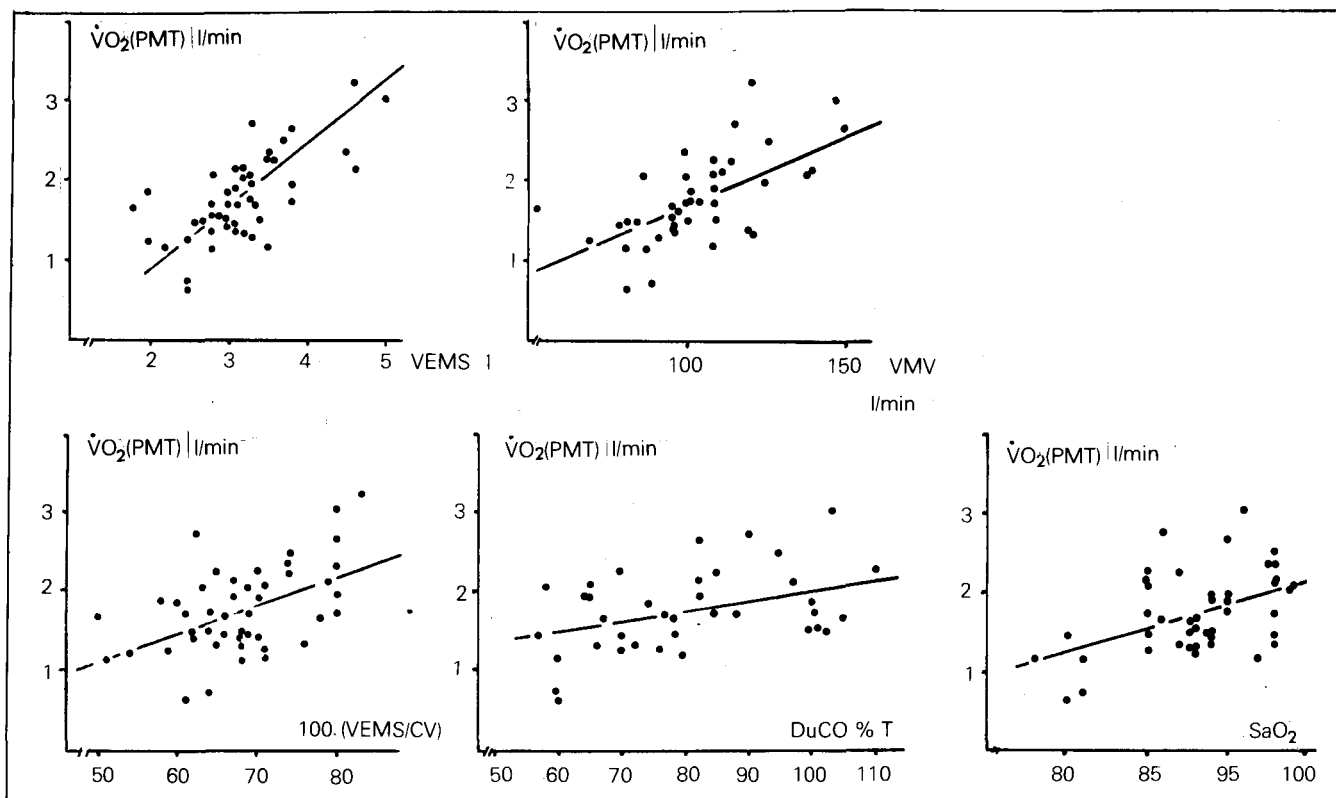 V̇O₂(PMT) | l/min
3
2
1
2 3 4 5 VEMS l
V̇O₂(PMT) | l/min
3
2
1
100 150 VMV
l/min
V̇O₂(PMT) | l/min
3
2
1
100. (VEMS/CV)
50 60 70 80
V̇O₂(PMT) | l/min
3
2
1
DuCO % T
50 60 70 80 90 100 110
V̇O₂(PMT) | l/min
3
2
1
SaO₂
80 85 95 100